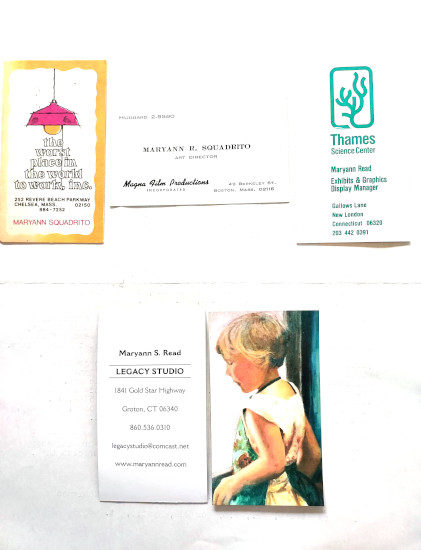 the
worst
place in
the world
to work, inc.
252 REVERE BEACH PARKWAY
CHELSEA, MASS. 02150
884-7252
MARYANN SQUADRITO
HUBBARD 2-8890
MARYANN R. SQUADRITO
ART DIRECTOR
Magna Film Productions
INCORPORATED
43 BERKELEY ST.
BOSTON, MASS. 02116
Thames
Science Center
Maryann Read
Exhibits & Graphics
Display Manager
Gallows Lane
New London
Connecticut 06320
203 442 0391
Maryann S. Read
LEGACY STUDIO
1841 Gold Star Highway
Groton, CT 06340
860.536.0310
legacystudio@comcast.net
www.maryannread.com